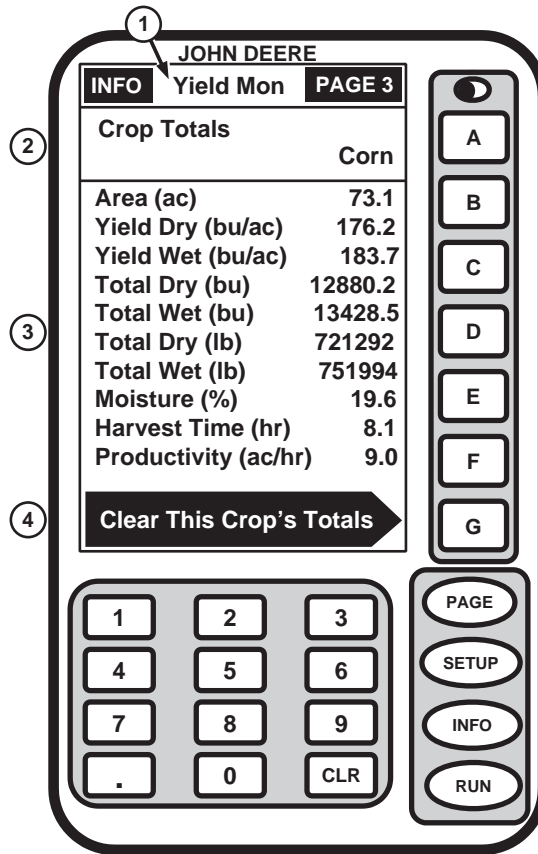 1
JOHN DEERE
INFO Yield Mon PAGE 3
2
Crop Totals
Corn
3
Area (ac) 73.1
Yield Dry (bu/ac) 176.2
Yield Wet (bu/ac) 183.7
Total Dry (bu) 12880.2
Total Wet (bu) 13428.5
Total Dry (lb) 721292
Total Wet (lb) 751994
Moisture (%) 19.6
Harvest Time (hr) 8.1
Productivity (ac/hr) 9.0
4
Clear This Crop's Totals
A
B
C
D
E
F
G
1 2 3
4 5 6
7 8 9
. 0 CLR
PAGE
SETUP
INFO
RUN